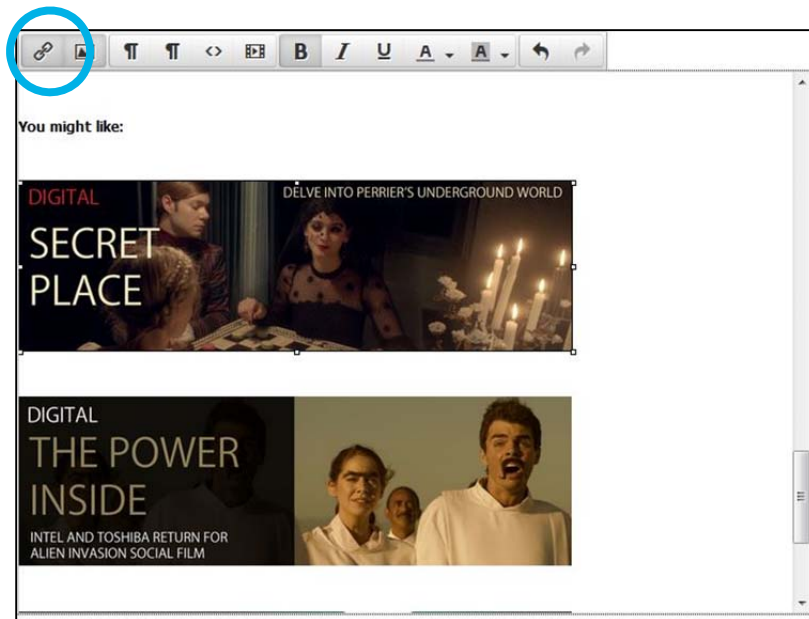 B I U A A
You might like:
DIGITAL
DELVE INTO PERRIER'S UNDERGROUND WORLD
SECRET
PLACE
DIGITAL
THE POWER
INSIDE
INTEL AND TOSHIBA RETURN FOR
ALIEN INVASION SOCIAL FILM